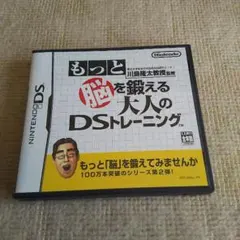 Nintendo
もっと
川島隆太教授監修
脳を鍛える
大人の
DSトレーニング
NINTENDO DS
もっと「脳」を鍛えてみませんか
100万本突破のシリーズ第2弾!